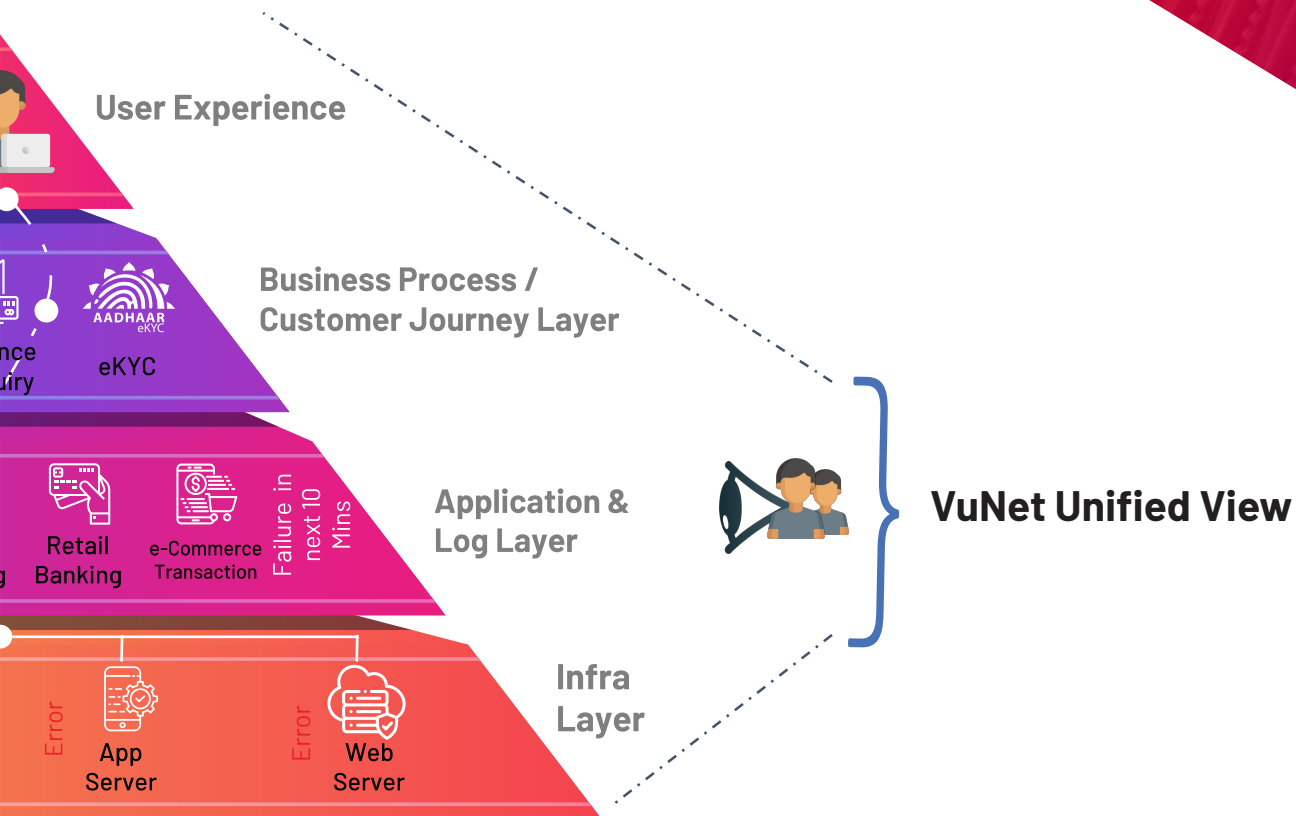 User Experience
Business Process /
Customer Journey Layer
AADHAAR
eKYC
eKYC
Application &
Log Layer
Retail
Banking
e-Commerce
Transaction
Failure in
next 10
Mins
VuNet Unified View
Infra
Layer
Error
App
Server
Error
Web
Server